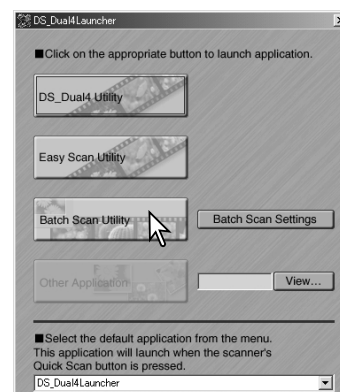 DS_Dual4Launcher
■Click on the appropriate button to launch application.
DS_Dual4 Utility
Easy Scan Utility
Batch Scan Utility
Batch Scan Settings
Other Application
View...
■Select the default application from the menu.
This application will launch when the scanner's
Quick Scan button is pressed.
DS_Dual4Launcher